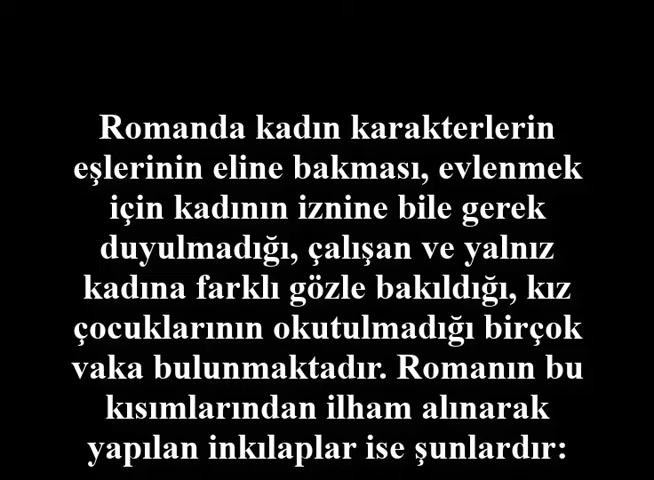 Romanda kadın karakterlerin
eşlerinin eline bakması, evlenmek
için kadının iznine bile gerek
duyulmadığı, çalışan ve yalnız
kadına farklı gözle bakıldığı, kız
çocuklarının okutulmadığı birçok
vaka bulunmaktadır. Romanın bu
kısımlarından ilham alınarak
yapılan inkılaplar ise şunlardır: